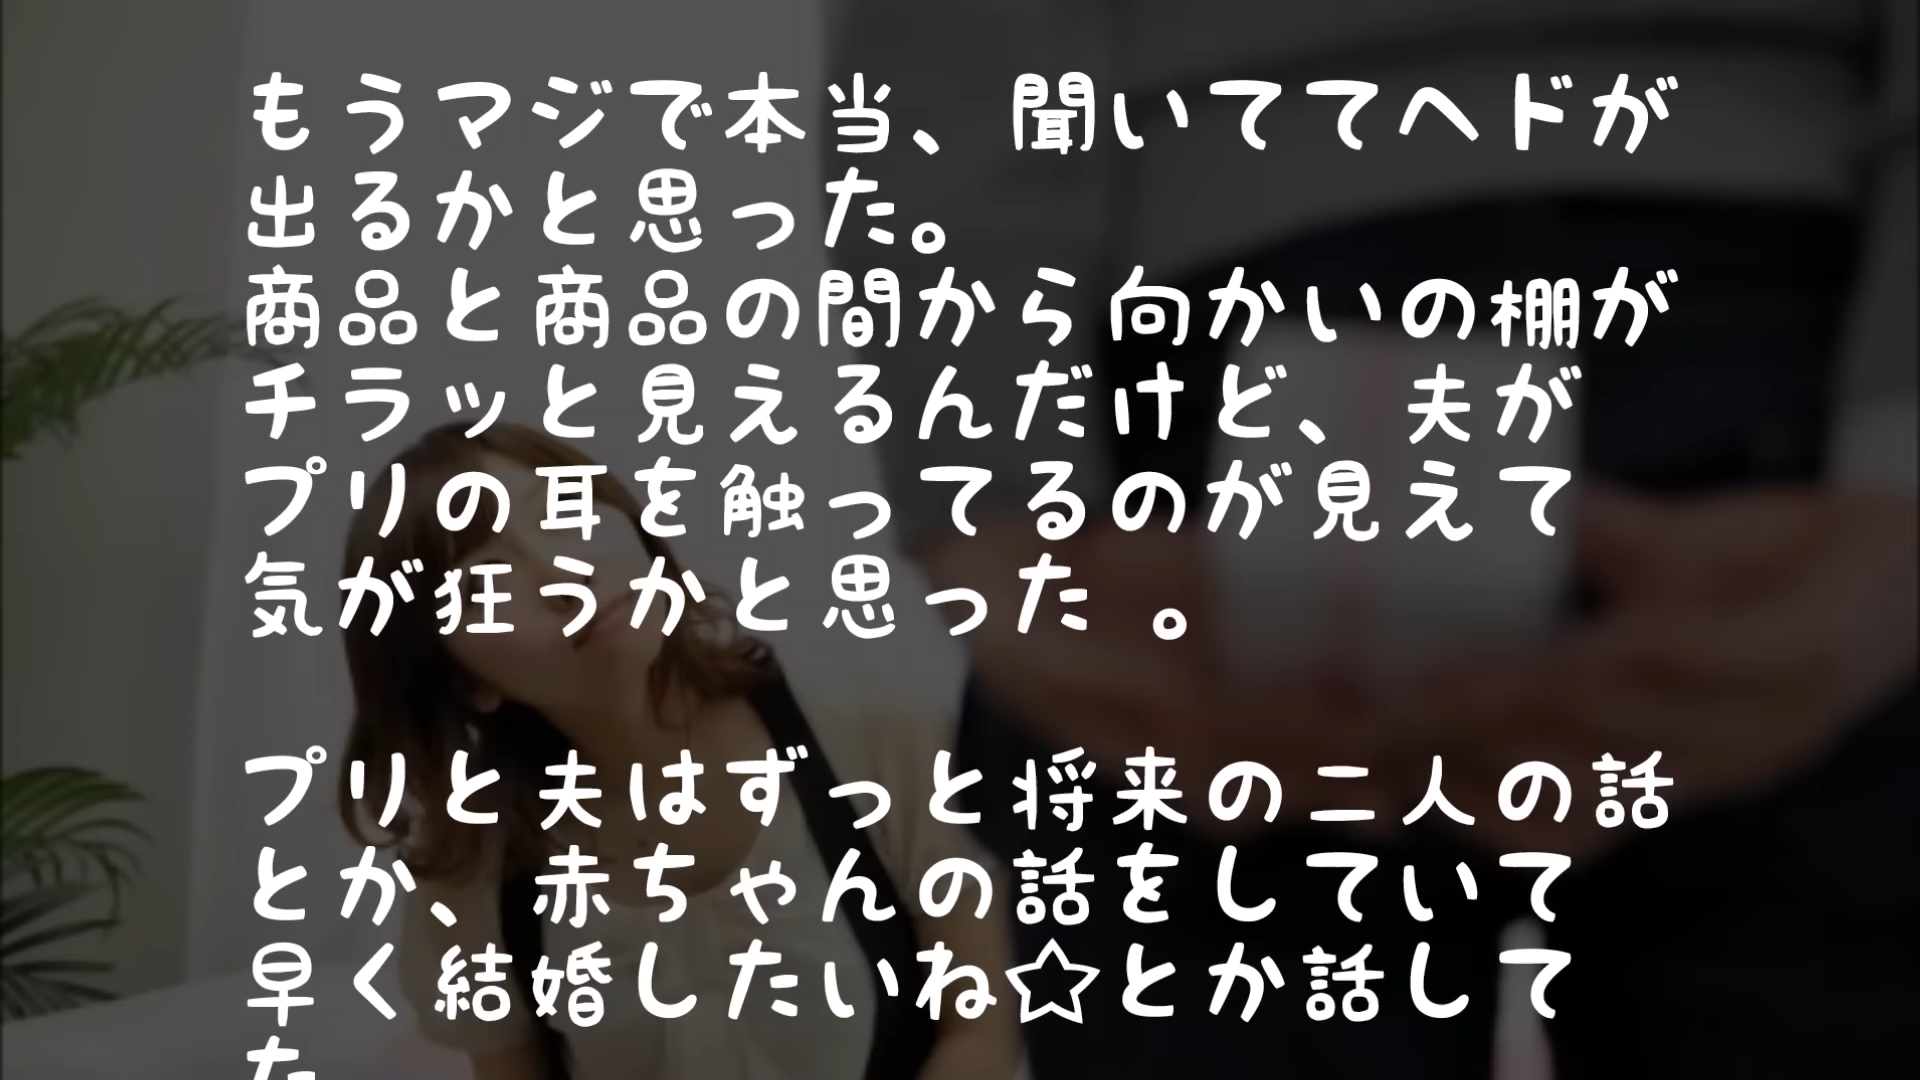 もうマジで本当、聞いててヘドが
出るかと思った。
商品と商品の間から向かいの棚が
チラッと見えるんだけど、夫が
プリの耳を触ってるのが見えて
気が狂うかと思った 。
プリと夫はずっと将来の二人の話
とか、赤ちゃんの話をしていて
早く結婚したいね☆とか話して
た